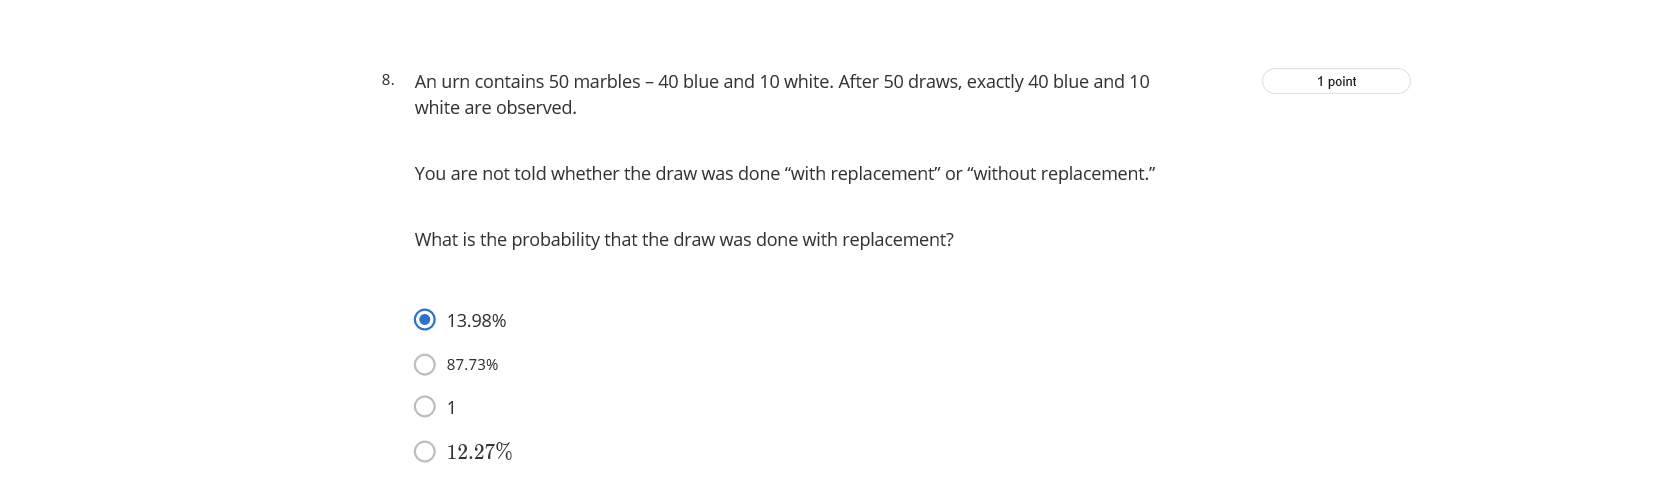 8. An urn contains 50 marbles – 40 blue and 10 white. After 50 draws, exactly 40 blue and 10
1 point
white are observed.
You are not told whether the draw was done “with replacement” or “without replacement.”
What is the probability that the draw was done with replacement?
13.98%
87.73%
1
12.27%